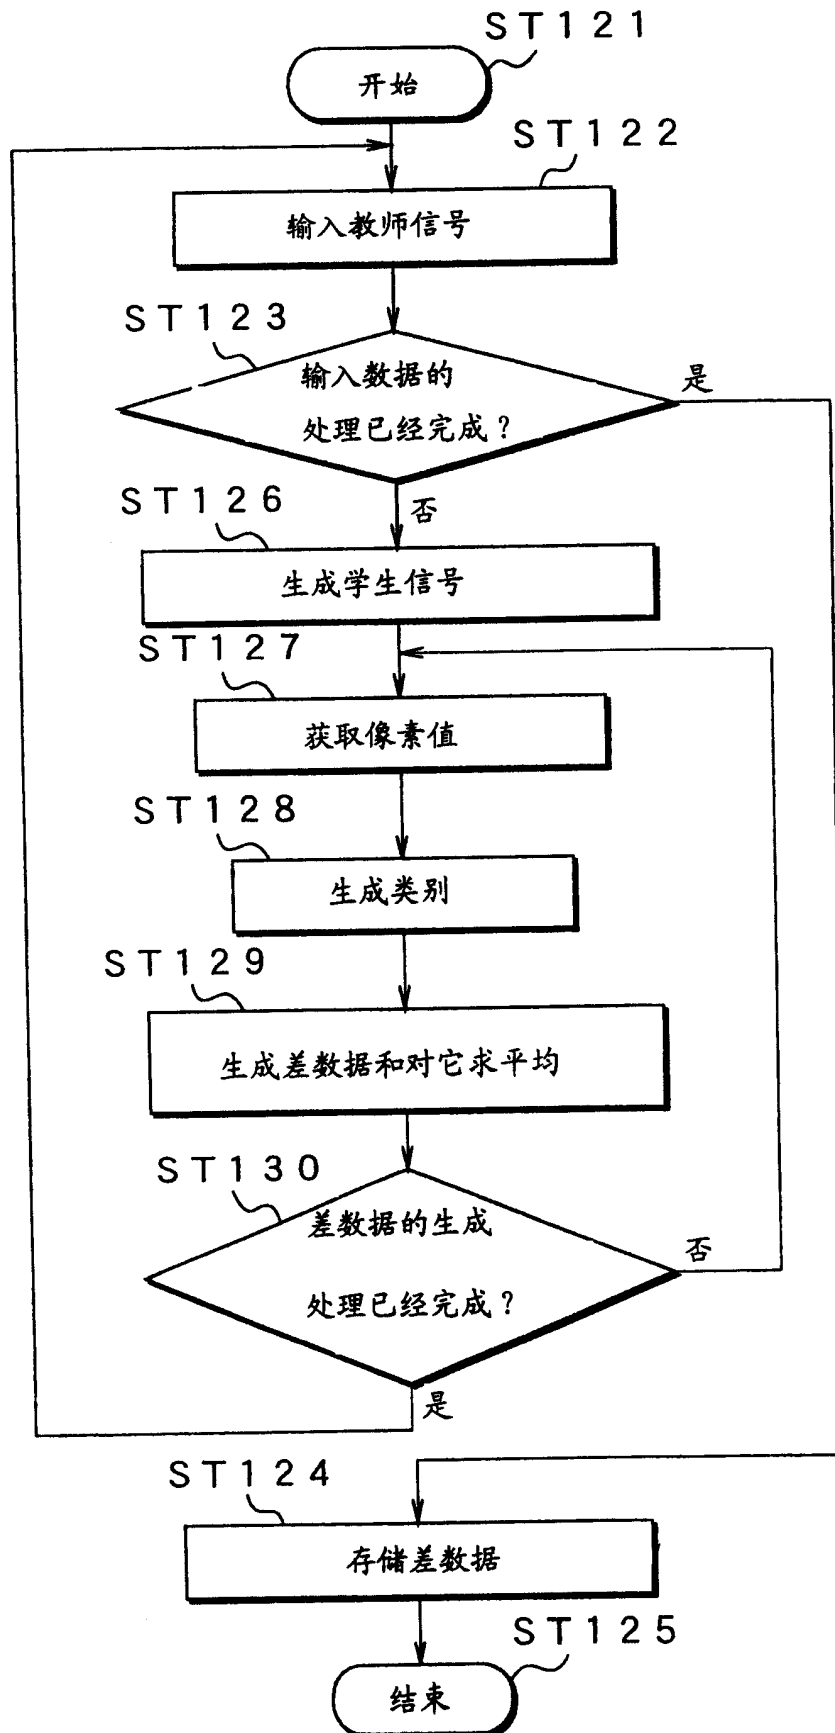 ST121
开始
ST122
输入教师信号
ST123
输入数据的
处理已经完成?
是
ST126
否
生成学生信号
ST127
获取像素值
ST128
生成类别
ST129
生成差数据和对它求平均
ST130
差数据的生成
否
处理已经完成?
是
ST124
存储差数据
ST125
结束